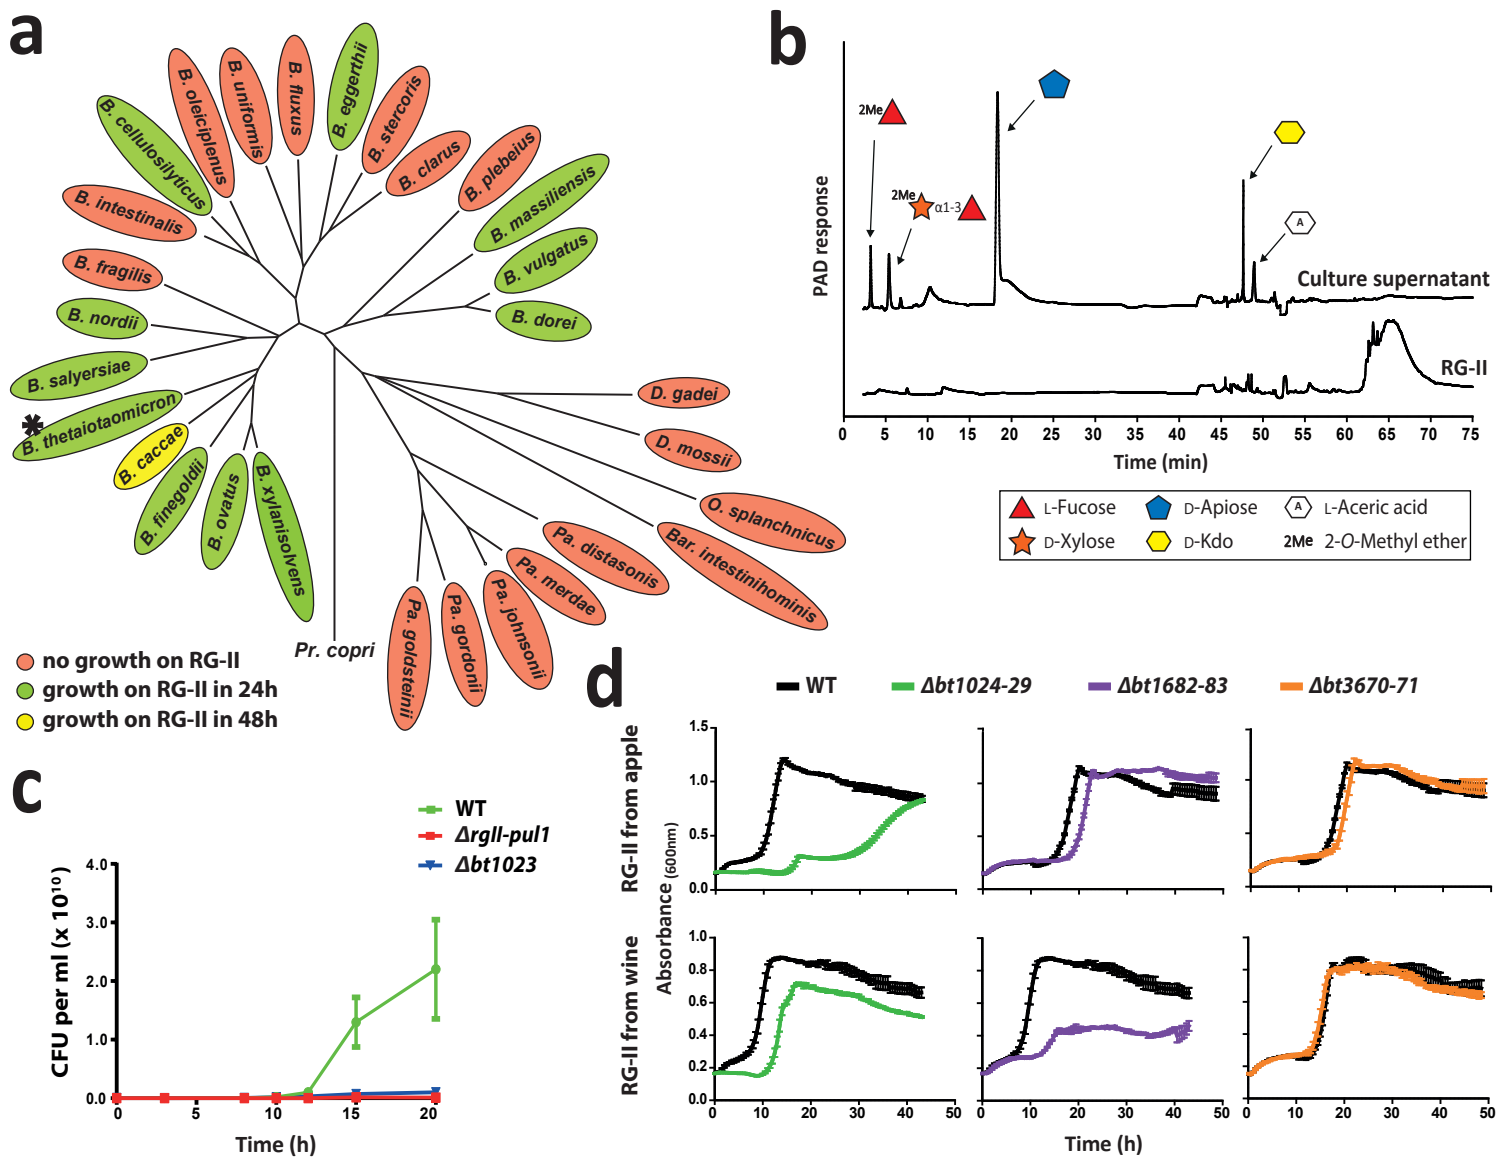 a
B. oleiciplenus
B. uniformis
B. fluxus
B. eggerthii
B. stercoris
B. clarus
B. plebeius
B. massiliensis
B. vulgatus
B. dorei
B. cellulosilyticus
B. intestinalis
B. fragilis
B. nordii
B. salyersiae
*
B. thetaiotaomicron
B. caccae
B. finegoldii
B. ovatus
B. xylanisolvens
D. gadei
D. mossii
O. splanchnicus
Bar. intestinihominis
Pa. distasonis
Pa. merdae
Pa. johnsonii
Pa. gordonii
Pa. goldsteinii
Pr. copri
no growth on RG-II
growth on RG-II in 24h
growth on RG-II in 48h
b
PAD response
2Me
2Me
α1-3
A
Culture supernatant
RG-II
0 5 10 15 20 25 30 35 40 45 50 55 60 65 70 75
Time (min)
L-Fucose D-Apiose A L-Aceric acid
D-Xylose D-Kdo 2Me 2-O-Methyl ether
c
WT
ΔrgII-pul1
Δbt1023
CFU per ml (x 10¹⁰)
4.0
3.0
2.0
1.0
0.0
0 5 10 15 20
Time (h)
d
WT Δbt1024-29 Δbt1682-83 Δbt3670-71
RG-II from apple
1.5
1.0
0.5
0.0
Absorbance (600nm)
RG-II from wine
1.0
0.8
0.6
0.4
0.2
0 10 20 30 40 50
0 10 20 30 40 50
0 10 20 30 40 50
Time (h)